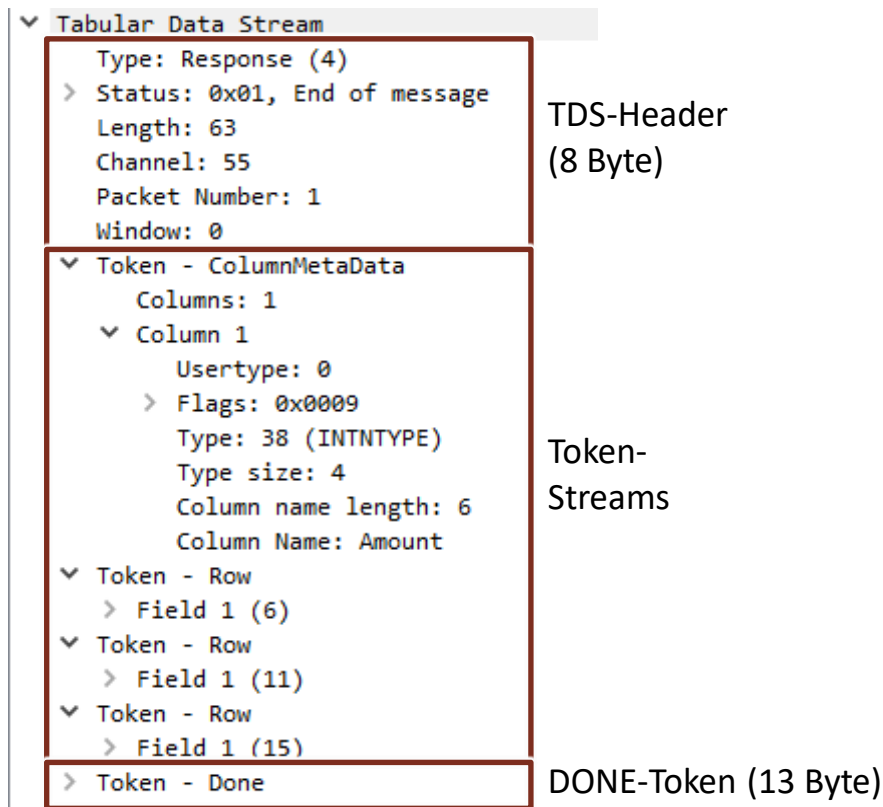 Tabular Data Stream
Type: Response (4)
Status: 0x01, End of message
Length: 63
Channel: 55
Packet Number: 1
Window: 0
TDS-Header
(8 Byte)
Token - ColumnMetaData
Columns: 1
Column 1
Usertype: 0
Flags: 0x0009
Type: 38 (INTNTYPE)
Type size: 4
Column name length: 6
Column Name: Amount
Token - Row
Field 1 (6)
Token - Row
Field 1 (11)
Token - Row
Field 1 (15)
Token-
Streams
Token - Done
DONE-Token (13 Byte)